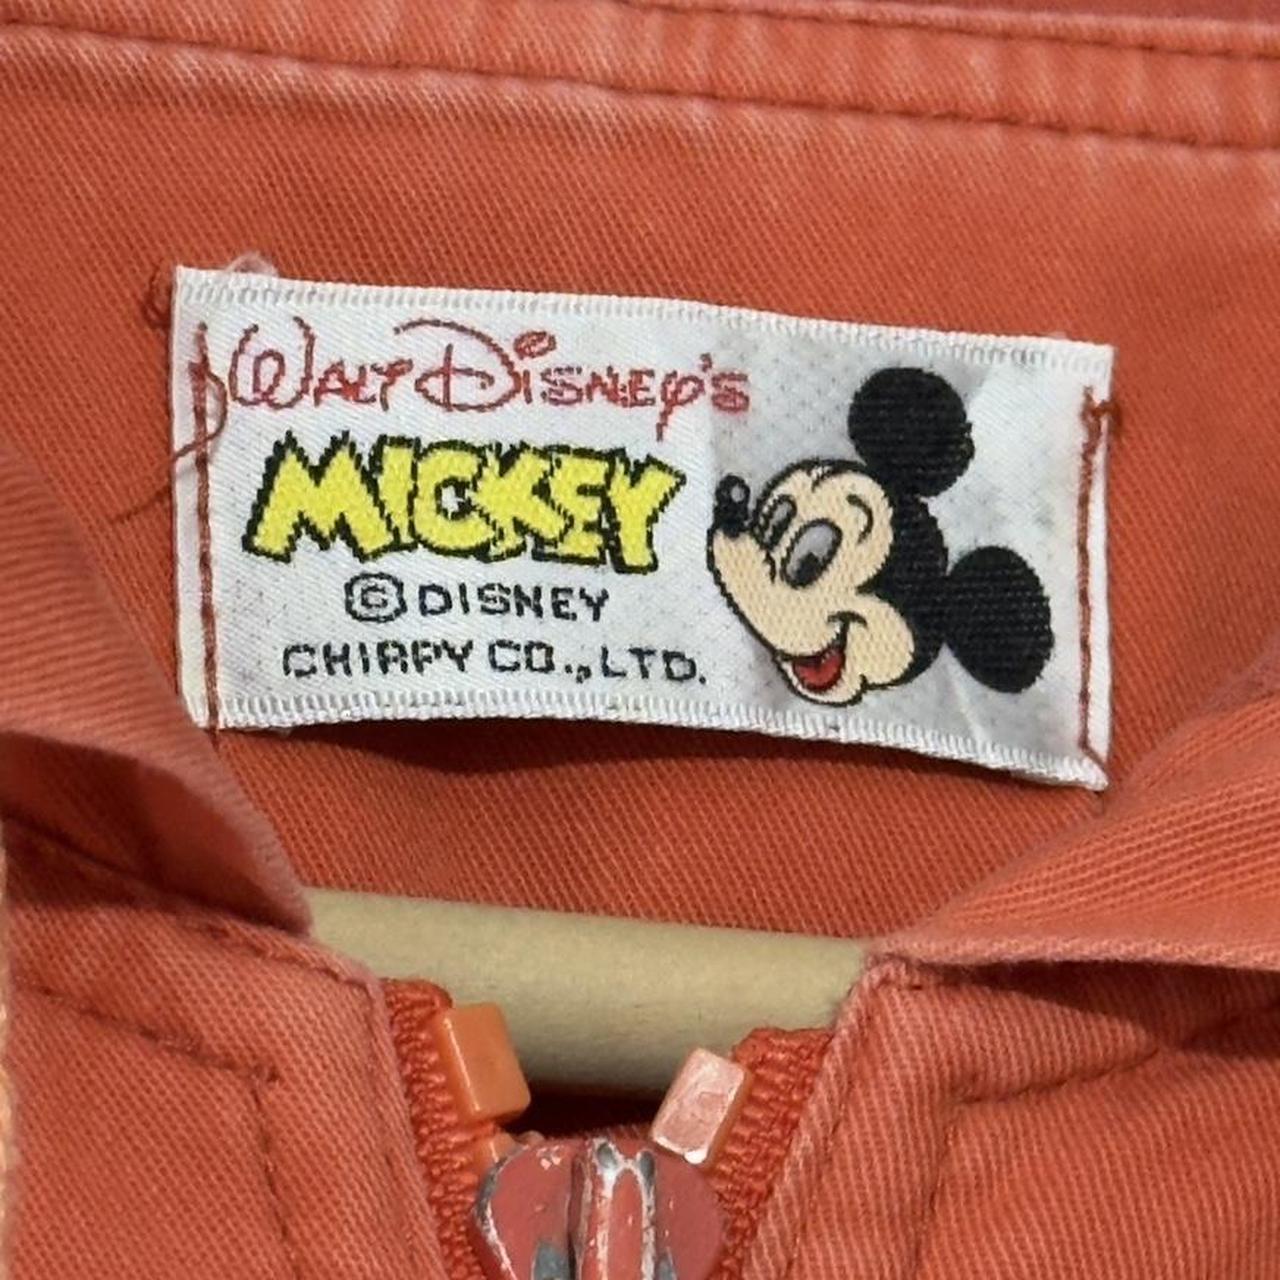 WALT DISNEY'S
MICKEY
© DISNEY
CHIRPY CO., LTD.